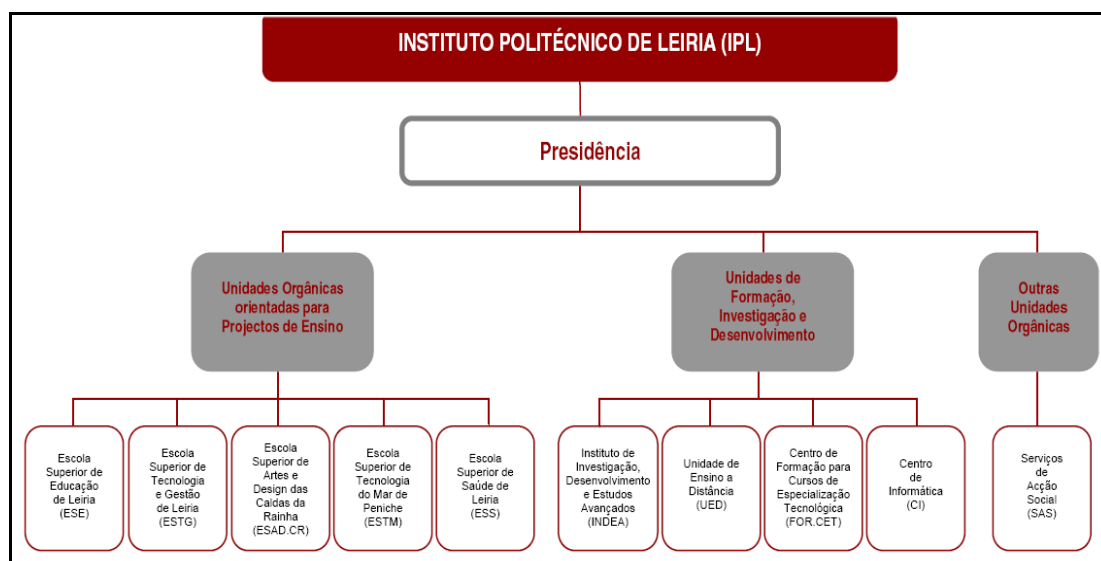 INSTITUTO POLITÉCNICO DE LEIRIA (IPL)
Presidência
Unidades Orgânicas
orientadas para
Projectos de Ensino
Unidades de
Formação,
Investigação e
Desenvolvimento
Outras
Unidades
Orgânicas
Escola
Superior de
Educação
de Leiria
(ESE)
Escola
Superior de
Tecnologia
e Gestão
de Leiria
(ESTG)
Escola
Superior de
Artes e
Design das
Caldas da
Rainha
(ESAD.CR)
Escola
Superior de
Tecnologia
do Mar de
Peniche
(ESTM)
Escola
Superior de
Saúde de
Leiria
(ESS)
Instituto de
Investigação,
Desenvolvimento
e Estudos
Avançados
(INDEA)
Unidade de
Ensino a
Distância
(UED)
Centro de
Formação para
Cursos de
Especialização
Tecnológica
(FOR.CET)
Centro
de
Informática
(CI)
Serviços
de
Acção
Social
(SAS)